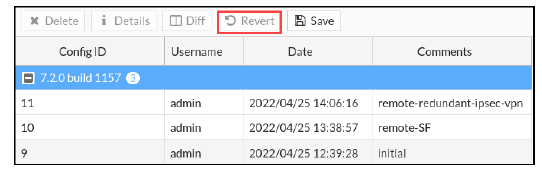 Delete Details Diff Revert Save
Config ID Username Date Comments
7.2.0 build 1157 3
11 admin 2022/04/25 14:06:16 remote-redundant-ipsec-vpn
10 admin 2022/04/25 13:38:57 remote-SF
9 admin 2022/04/25 12:39:28 initial